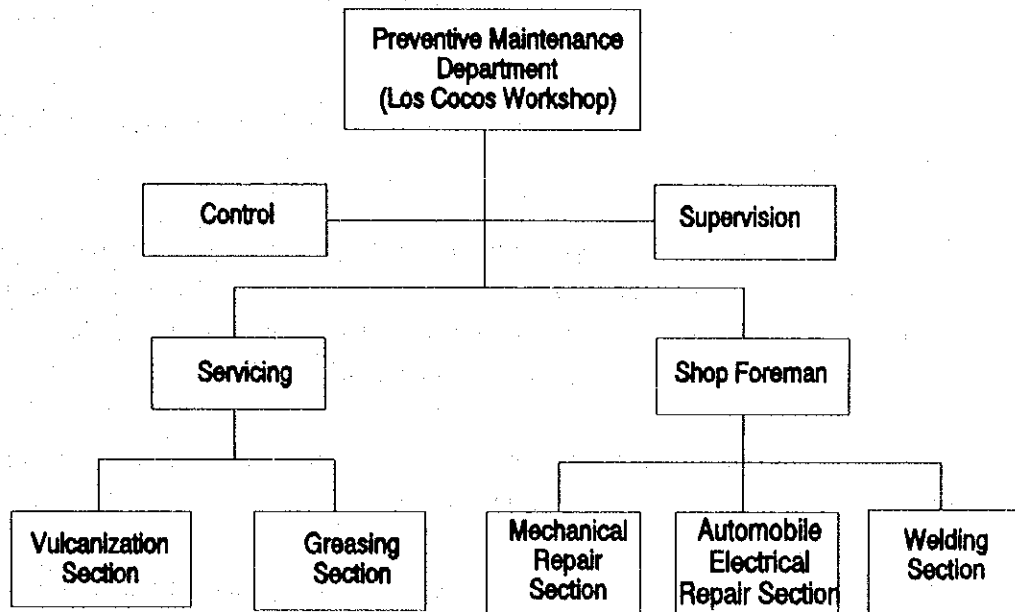 Preventive Maintenance
Department
(Los Cocos Workshop)
Control
Supervision
Servicing
Shop Foreman
Vulcanization
Section
Greasing
Section
Mechanical
Repair
Section
Automobile
Electrical
Repair Section
Welding
Section